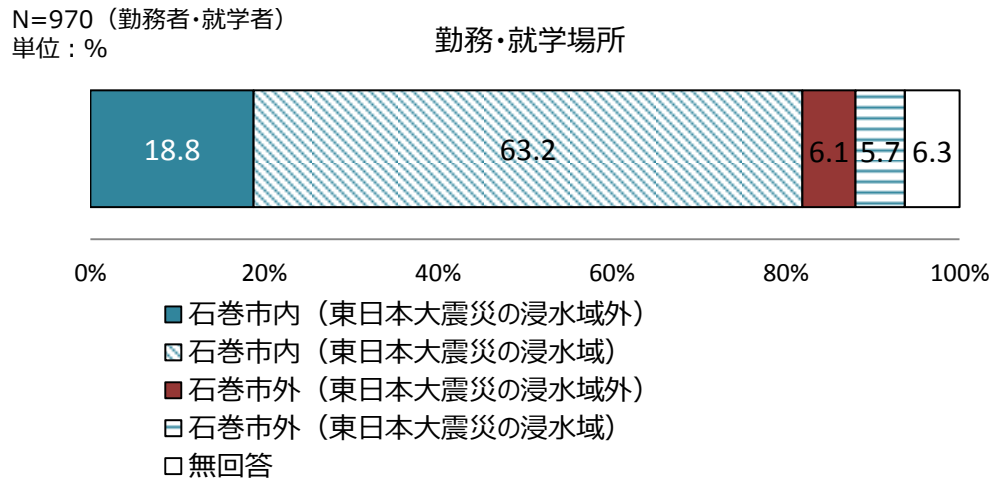 N=970（勤務者・就学者）
単位：%
勤務・就学場所
18.8 63.2 6.1 5.7 6.3
0% 20% 40% 60% 80% 100%
石巻市内（東日本大震災の浸水域外）
石巻市内（東日本大震災の浸水域）
石巻市外（東日本大震災の浸水域外）
石巻市外（東日本大震災の浸水域）
無回答